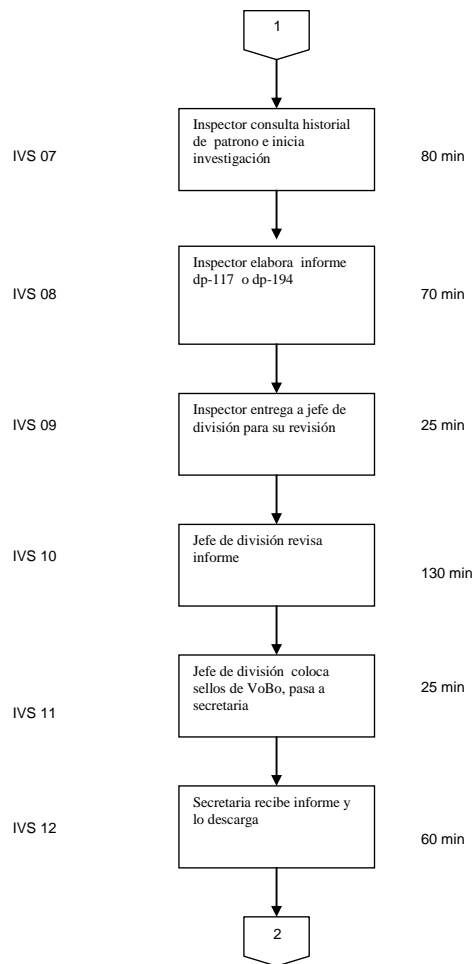 1
IVS 07
Inspector consulta historial
de patrono e inicia
investigación
80 min
IVS 08
Inspector elabora informe
dp-117 o dp-194
70 min
IVS 09
Inspector entrega a jefe de
división para su revisión
25 min
IVS 10
Jefe de división revisa
informe
130 min
IVS 11
Jefe de división coloca
sellos de VoBo, pasa a
secretaria
25 min
IVS 12
Secretaria recibe informe y
lo descarga
60 min
2